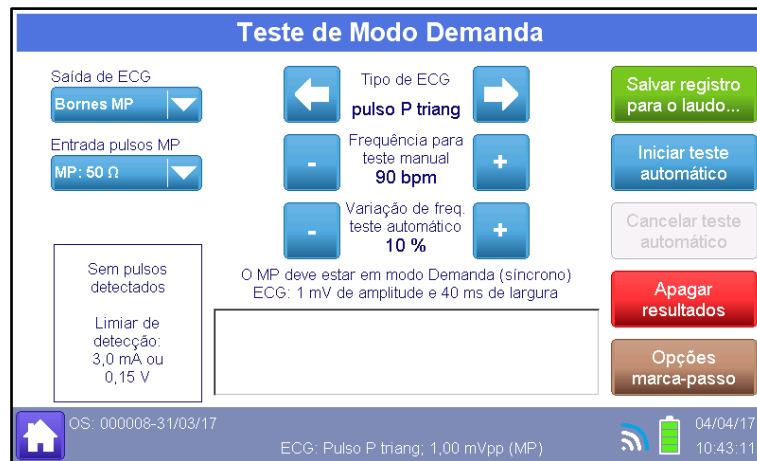 Teste de Modo Demanda
Saída de ECG
Bornes MP
Entrada pulsos MP
MP: 50 Ω
Sem pulsos
detectados
Limiar de
detecção:
3,0 mA ou
0,15 V
Tipo de ECG
pulso P triang
Frequência para
teste manual
90 bpm
-
+
Variação de freq.
teste automático
10 %
-
+
O MP deve estar em modo Demanda (síncrono)
ECG: 1 mV de amplitude e 40 ms de largura
Salvar registro
para o laudo...
Iniciar teste
automático
Cancelar teste
automático
Apagar
resultados
Opções
marca-passo
OS: 000008-31/03/17
ECG: Pulso P triang; 1,00 mVpp (MP)
04/04/17
10:43:11